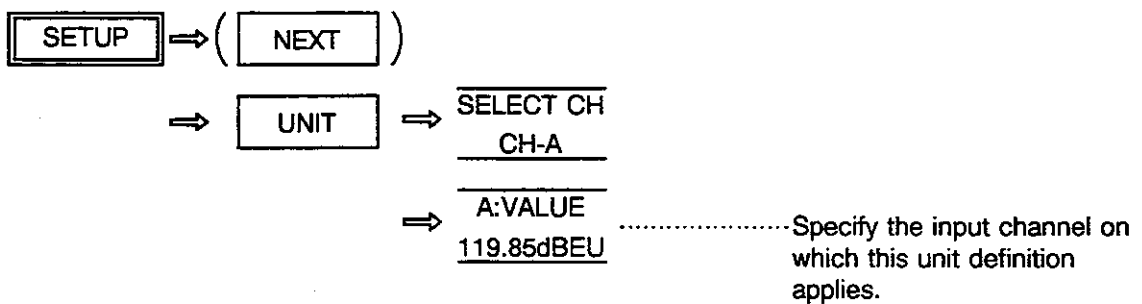 SETUP ⇒ ( NEXT )
⇒ UNIT ⇒ SELECT CH
CH-A
⇒ A:VALUE
119.85dBEU ..................Specify the input channel on
which this unit definition
applies.